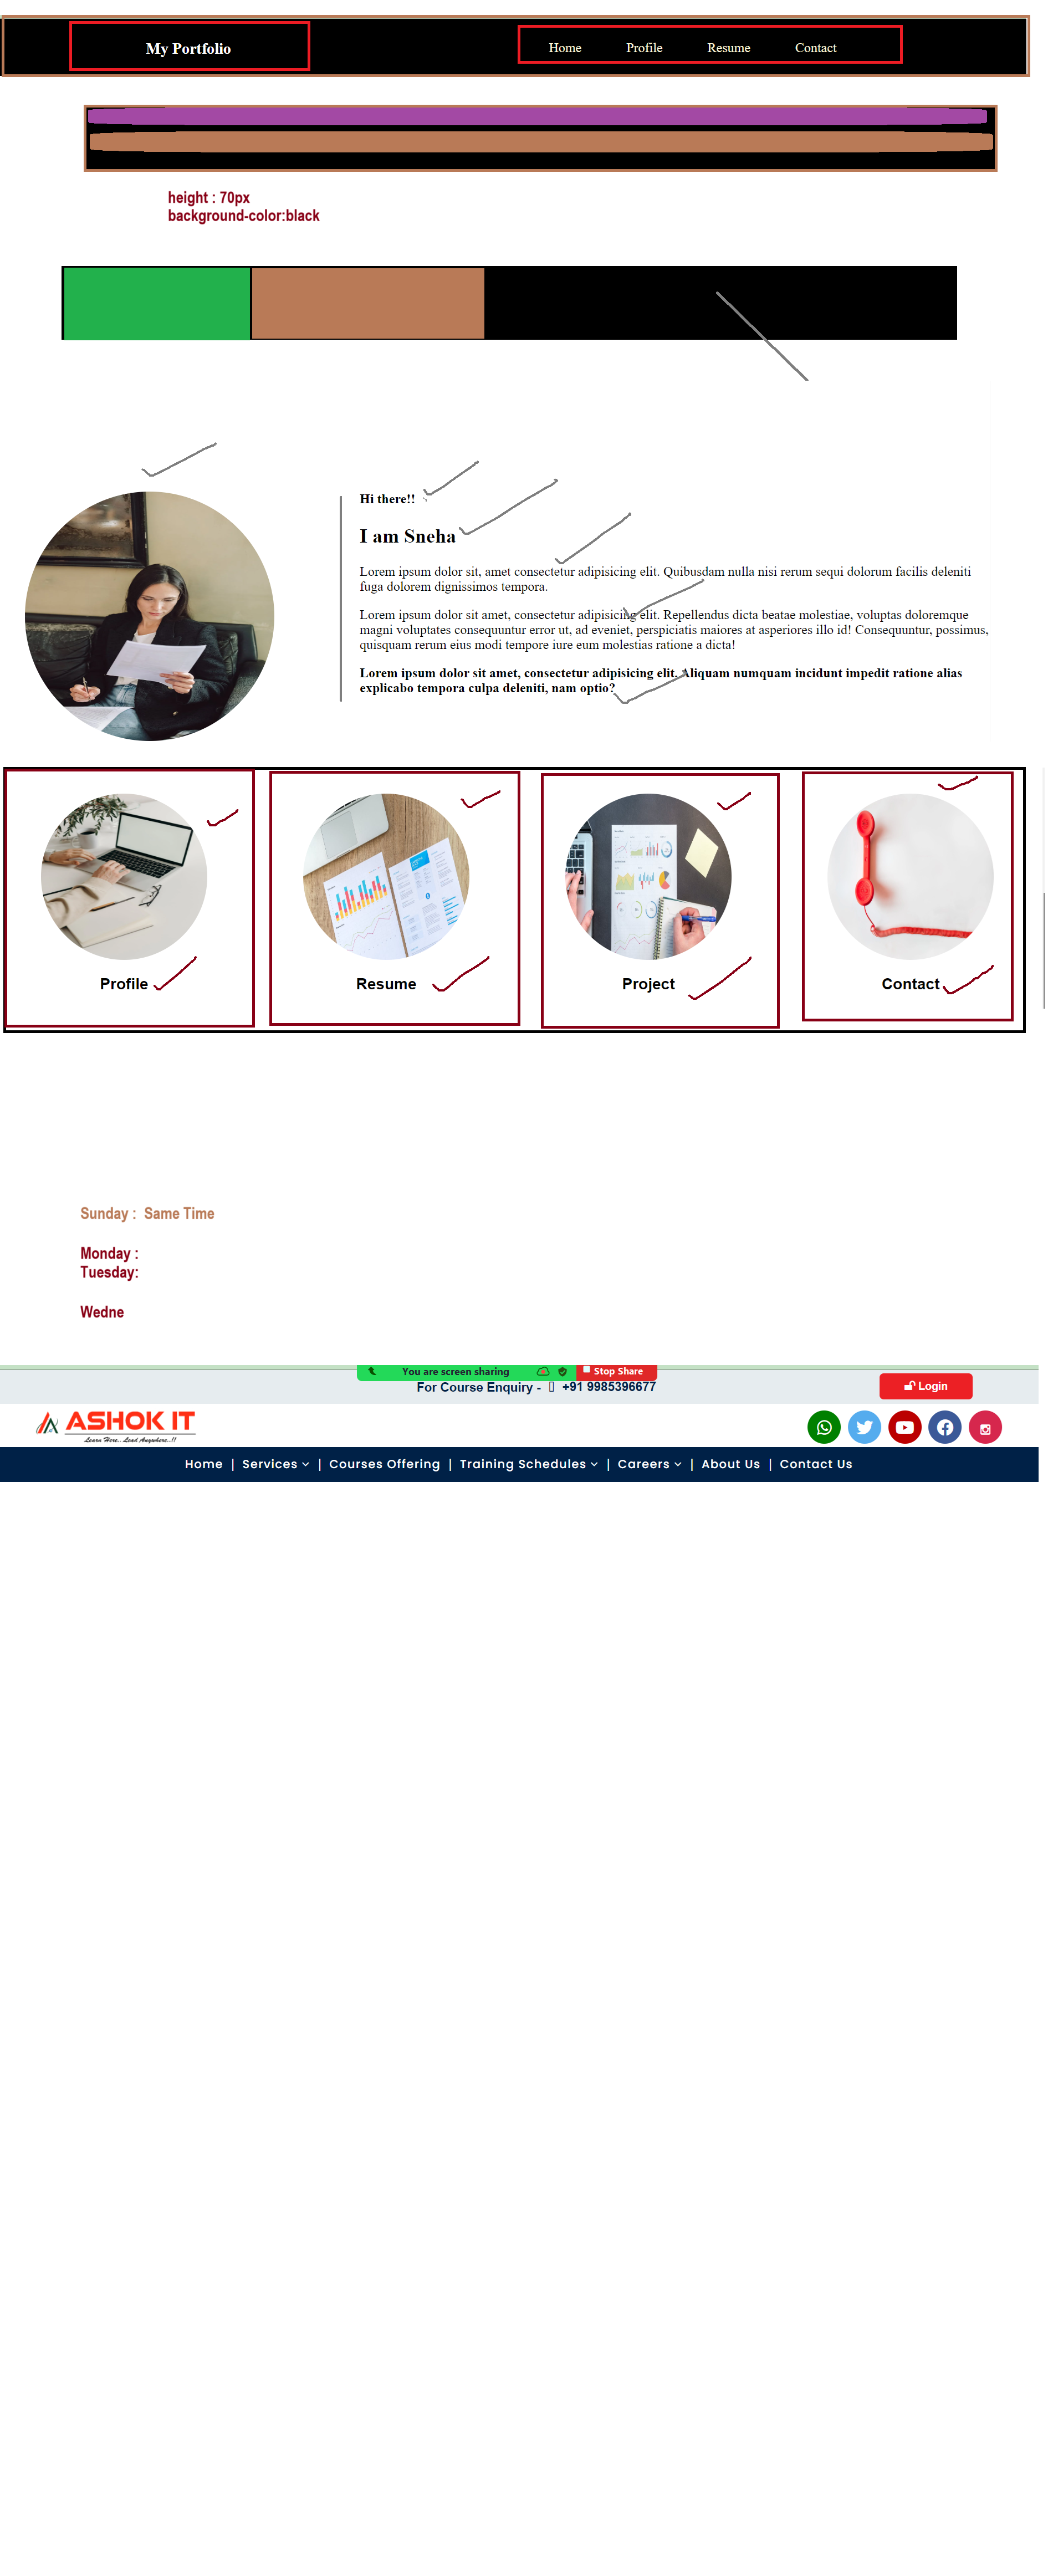 My Portfolio
Home Profile Resume Contact
height : 70px
background-color:black
Hi there!!
I am Sneha
Lorem ipsum dolor sit, amet consectetur adipisicing elit. Quibusdam nulla nisi rerum sequi dolorum facilis deleniti
fuga dolorem dignissimos tempora.
Lorem ipsum dolor sit amet, consectetur adipisicing elit. Repellendus dicta beatae molestiae, voluptas doloremque
magni voluptates consequuntur error ut, ad eveniet, perspiciatis maiores at asperiores illo id! Consequuntur, possimus,
quisquam rerum eius modi tempore iure eum molestias ratione a dicta!
Lorem ipsum dolor sit amet, consectetur adipisicing elit. Aliquam numquam incidunt impedit ratione alias
explicabo tempora culpa deleniti, nam optio?
Profile Resume Project Contact
Sunday : Same Time
Monday :
Tuesday:
Wedne
You are screen sharing Stop Share
For Course Enquiry - +91 9985396677
Login
ASHOK IT
Learn Here.. Lead Anywhere..!!
Home | Services | Courses Offering | Training Schedules | Careers | About Us | Contact Us